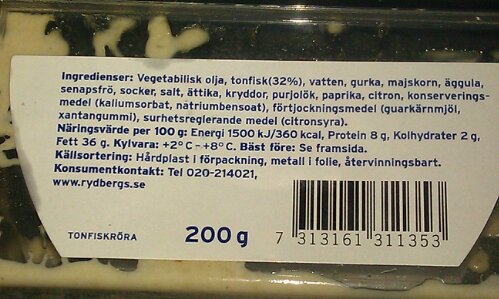 Ingredienser: Vegetabilisk olja, tonfisk(32%), vatten, gurka, majskorn, äggula,
senapsfrö, socker, salt, ättika, kryddor, purjolök, paprika, citron, konserverings-
medel (kaliumsorbat, natriumbensoat), förtjockningsmedel (guarkärnmjöl,
xantangummi), surhetsreglerande medel (citronsyra).
Näringsvärde per 100 g: Energi 1500 kJ/360 kcal, Protein 8 g, Kolhydrater 2 g,
Fett 36 g. Kylvara: +2°C - +8°C. Bäst före: Se framsida.
Källsortering: Hårdplast i förpackning, metall i folie, återvinningsbart.
Konsumentkontakt: Tel 020-214021,
www.rydbergs.se
TONFISKRÖRA 200 g 7 313161 311353